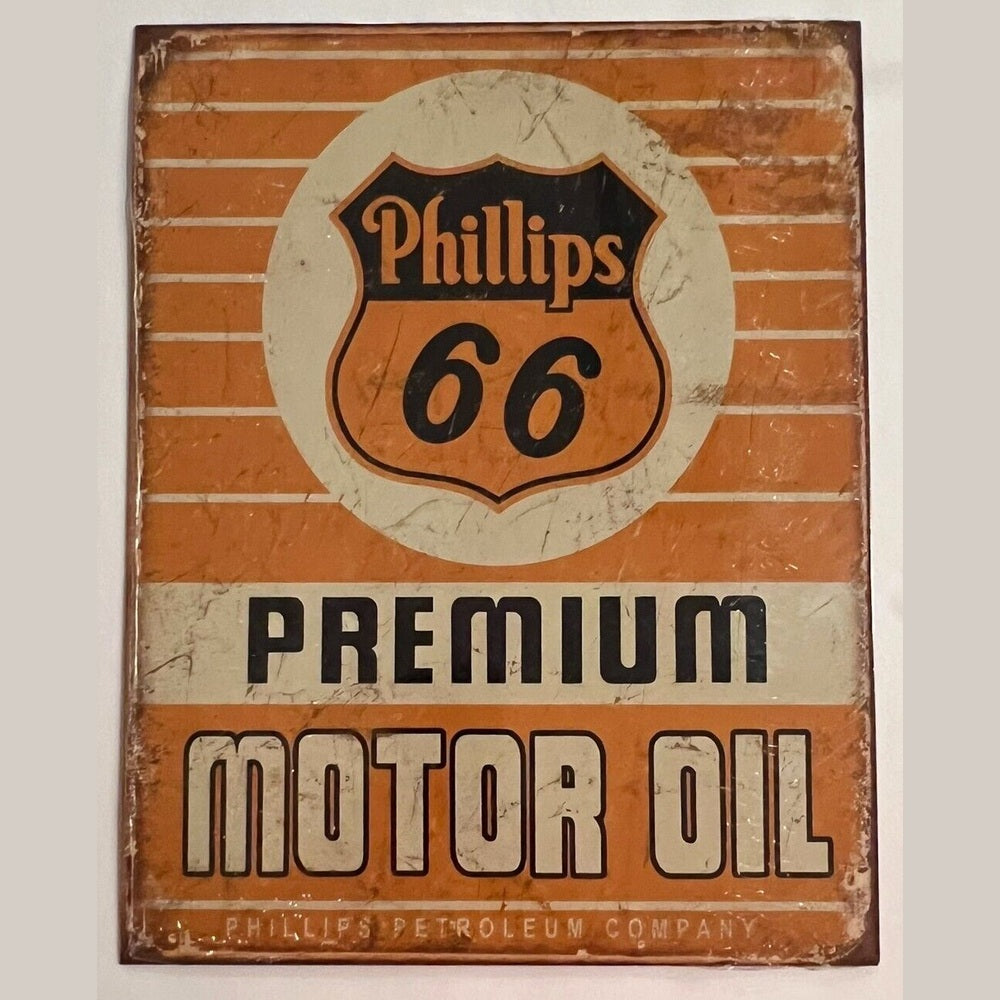 Phillips
66
PREMIUM
MOTOR OIL
PHILLIPS PETROLEUM COMPANY